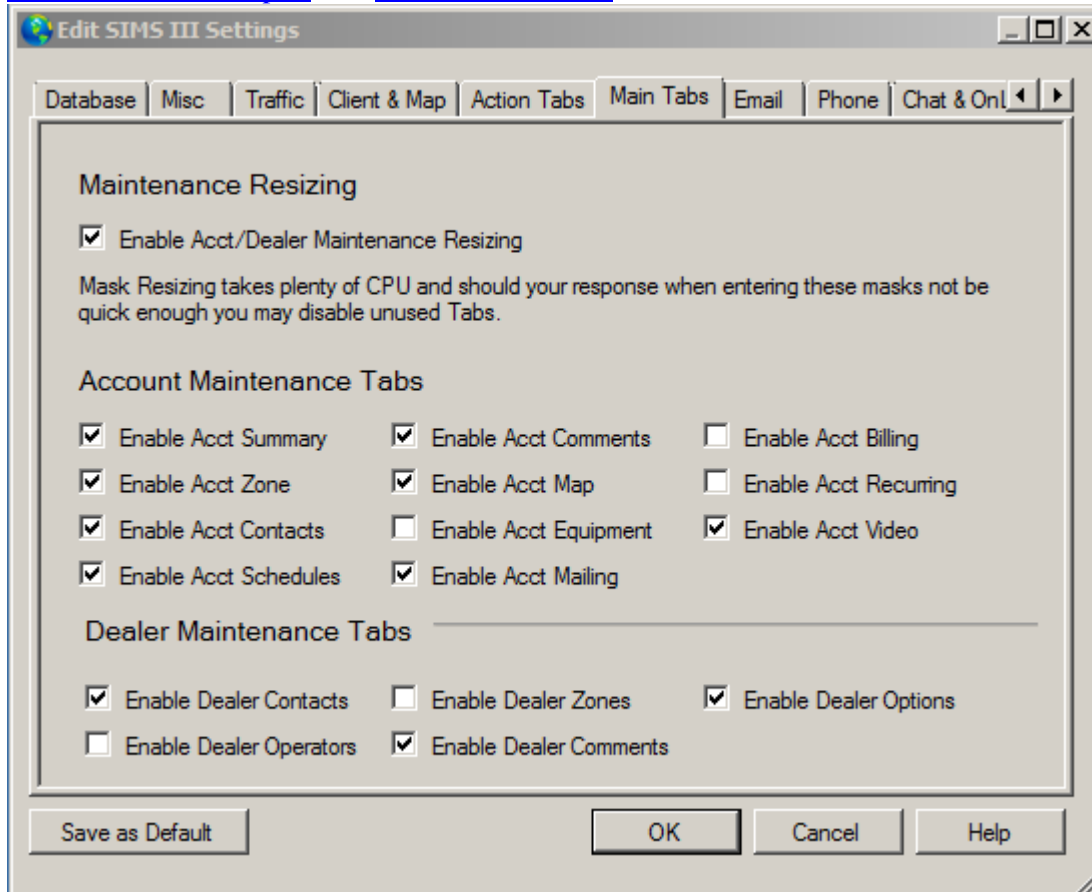 Edit SIMS III Settings
Database Misc Traffic Client & Map Action Tabs Main Tabs Email Phone Chat & OnL
Maintenance Resizing
Enable Acct/Dealer Maintenance Resizing
Mask Resizing takes plenty of CPU and should your response when entering these masks not be
quick enough you may disable unused Tabs.
Account Maintenance Tabs
Enable Acct Summary Enable Acct Comments Enable Acct Billing
Enable Acct Zone Enable Acct Map Enable Acct Recurring
Enable Acct Contacts Enable Acct Equipment Enable Acct Video
Enable Acct Schedules Enable Acct Mailing
Dealer Maintenance Tabs
Enable Dealer Contacts Enable Dealer Zones Enable Dealer Options
Enable Dealer Operators Enable Dealer Comments
Save as Default OK Cancel Help